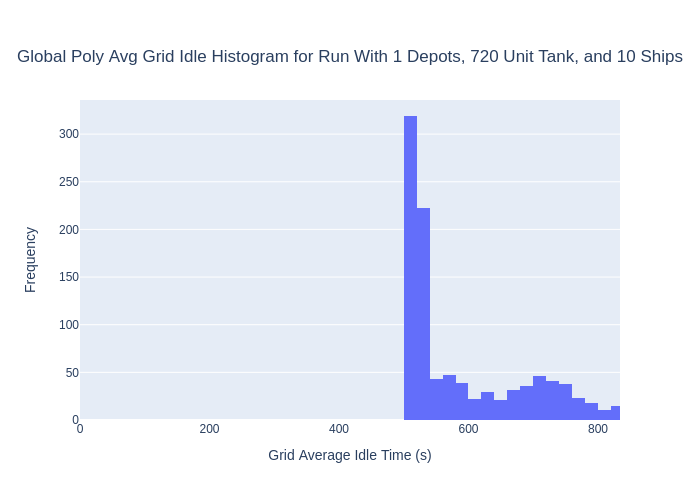 Global Poly Avg Grid Idle Histogram for Run With 1 Depots, 720 Unit Tank, and 10 Ships
Frequency
300
250
200
150
100
50
0
0 200 400 600 800
Grid Average Idle Time (s)